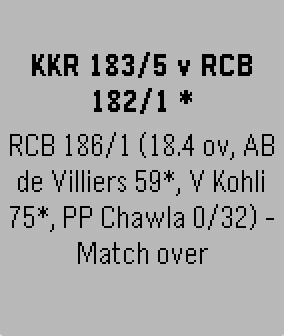 KKR 183/5 v RCB
182/1 *
RCB 186/1 (18.4 ov, AB
de Villiers 59*, V Kohli
75*, PP Chawla 0/32) -
Match over